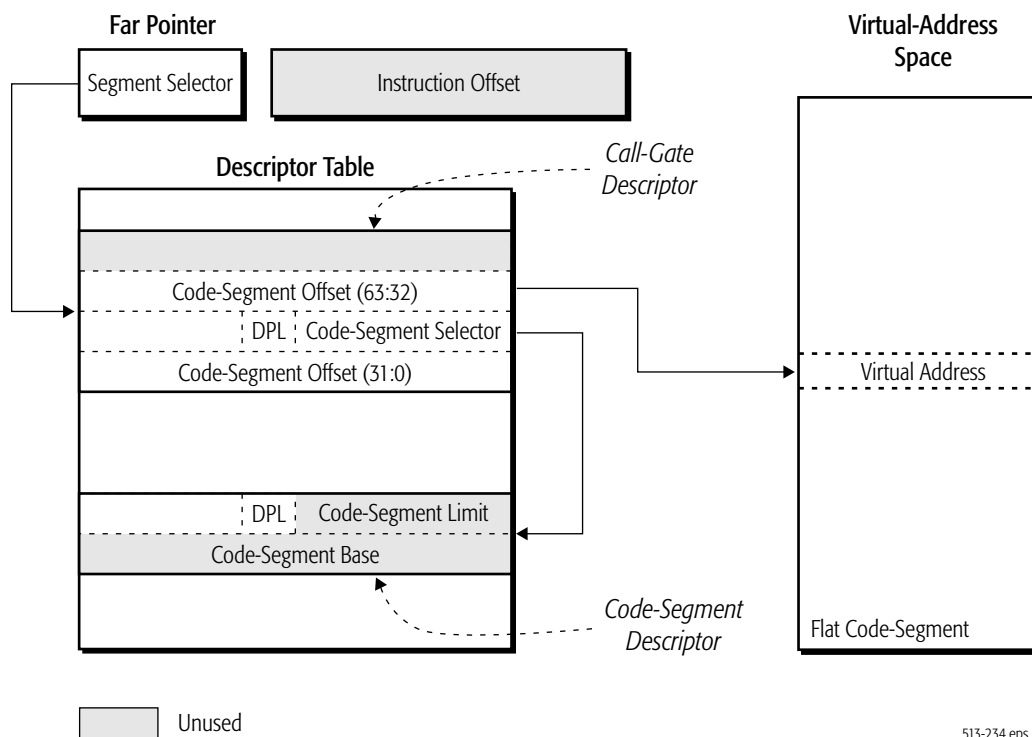 Far Pointer
Virtual-Address
Space
Segment Selector
Instruction Offset
Descriptor Table
Call-Gate
Descriptor
Code-Segment Offset (63:32)
DPL
Code-Segment Selector
Code-Segment Offset (31:0)
Virtual Address
DPL
Code-Segment Limit
Code-Segment Base
Code-Segment
Descriptor
Flat Code-Segment
Unused
513-234.eps